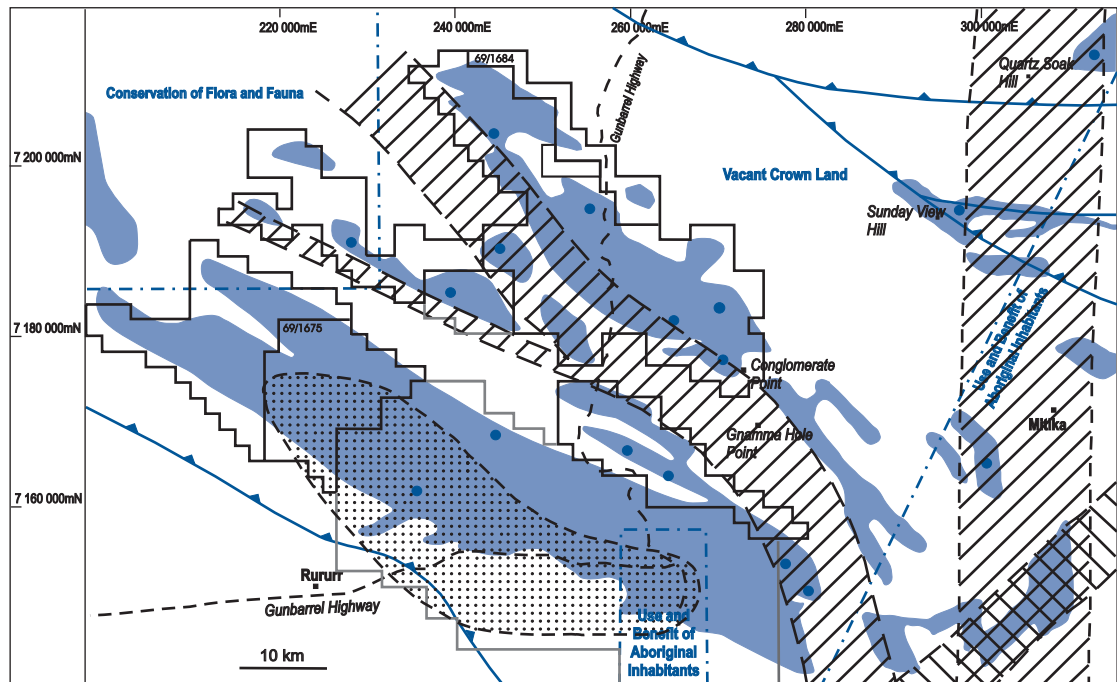 220 000mE
240 000mE
260 000mE
280 000mE
300 000mE
69/1684
Quartz Soak
Hill
Conservation of Flora and Fauna
Gunbarrel Highway
7 200 000mN
Vacant Crown Land
Sunday View
Hill
7 180 000mN
69/1675
Use and Benefit of
Aboriginal Inhabitants
Conglomerate
Point
Gnamma Hole
Point
Mitika
7 160 000mN
Rururr
Gunbarrel Highway
Use and
Benefit of
Aboriginal
Inhabitants
10 km